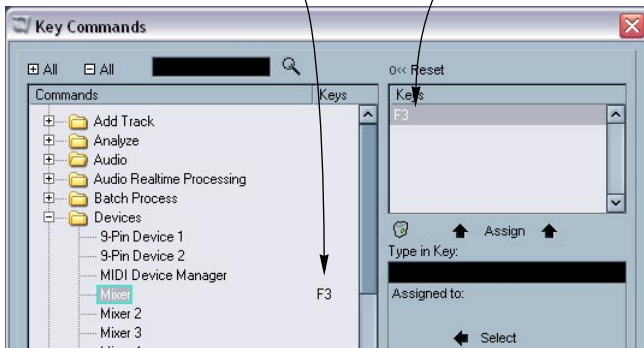 Key Commands
All All
0<< Reset
Commands Keys
Keys
Add Track
F3
Analyze
Audio
Audio Realtime Processing
Batch Process
Devices
9-Pin Device 1
Assign
9-Pin Device 2
Type in Key:
MIDI Device Manager
Mixer F3
Assigned to:
Mixer 2
Mixer 3
Select